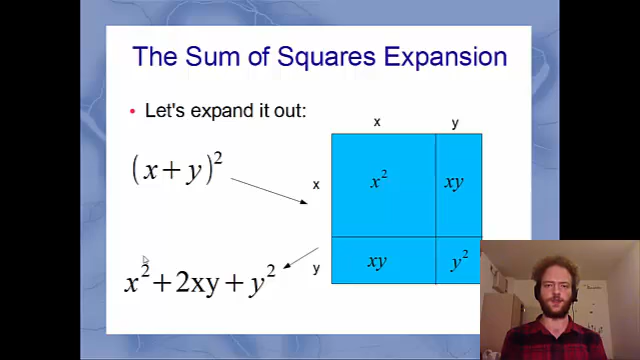 The Sum of Squares Expansion
• Let's expand it out:
x y
(x + y)²
x x² xy
y xy y²
x² + 2xy + y²